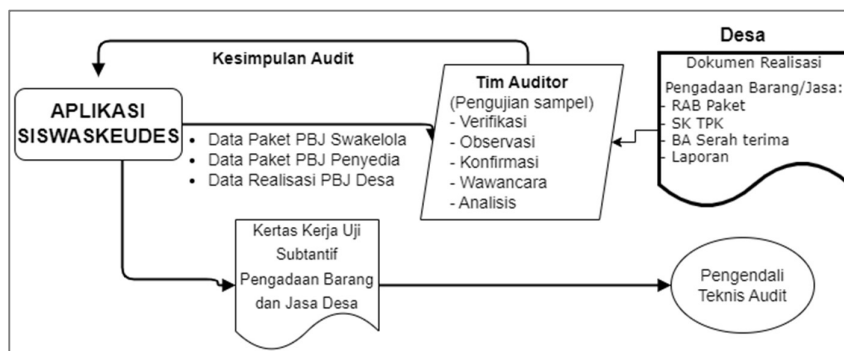 Kesimpulan Audit
APLIKASI
SISWASKEUDES
• Data Paket PBJ Swakelola
• Data Paket PBJ Penyedia
• Data Realisasi PBJ Desa
Tim Auditor
(Pengujian sampel)
- Verifikasi
- Observasi
- Konfirmasi
- Wawancara
- Analisis
Desa
Dokumen Realisasi
Pengadaan Barang/Jasa:
- RAB Paket
- SK TPK
- BA Serah terima
- Laporan
Kertas Kerja Uji
Subtantif
Pengadaan Barang
dan Jasa Desa
Pengendali
Teknis Audit